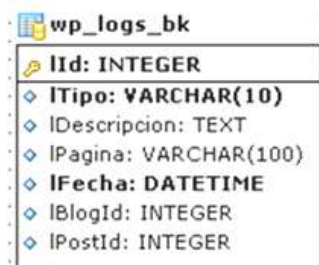 wp_logs_bk
lId: INTEGER
lTipo: VARCHAR(10)
lDescripcion: TEXT
lPagina: VARCHAR(100)
lFecha: DATETIME
lBlogId: INTEGER
lPostId: INTEGER